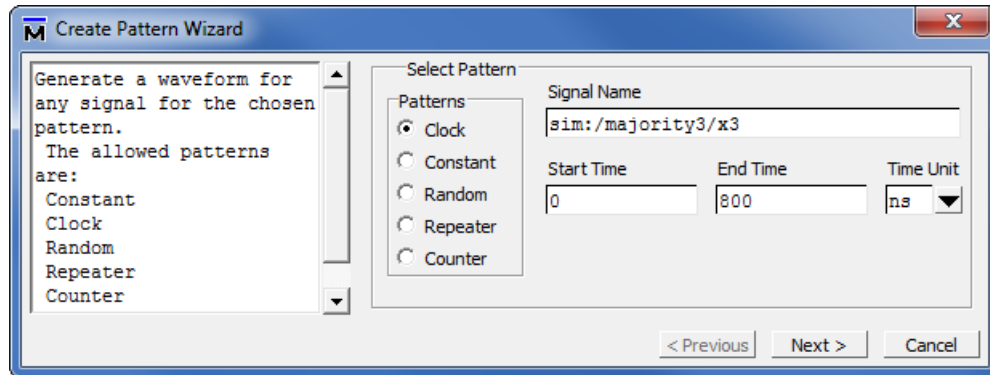 Create Pattern Wizard
Generate a waveform for
any signal for the chosen
pattern.
The allowed patterns
are:
Constant
Clock
Random
Repeater
Counter
Select Pattern
Patterns
Clock
Constant
Random
Repeater
Counter
Signal Name
sim:/majority3/x3
Start Time End Time Time Unit
0 800 ns
< Previous Next > Cancel